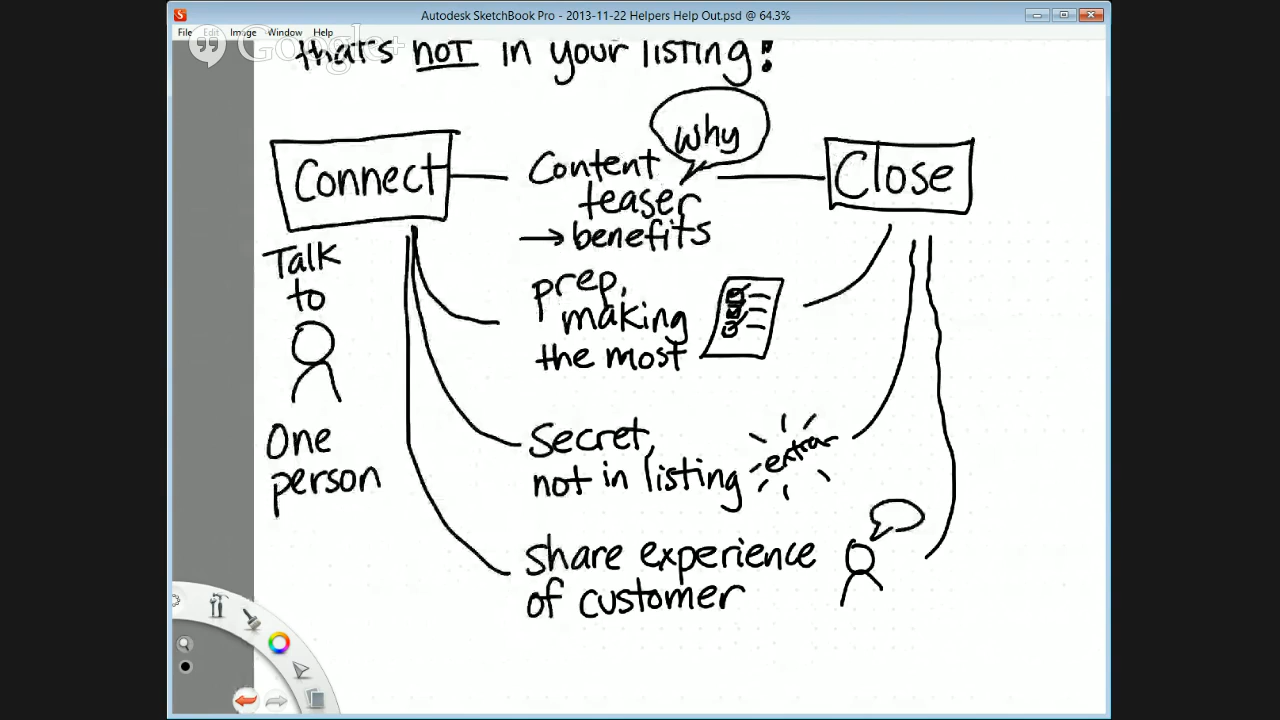 Autodesk SketchBook Pro - 2013-11-22 Helpers Help Out.psd @ 64.3%
File Edit Image Window Help
Google+
that's not in your listing!
why
Connect
Content
teaser
→ benefits
Close
Talk
to
One
person
prep,
making
the most
Secret,
not in listing
extra
share experience
of customer